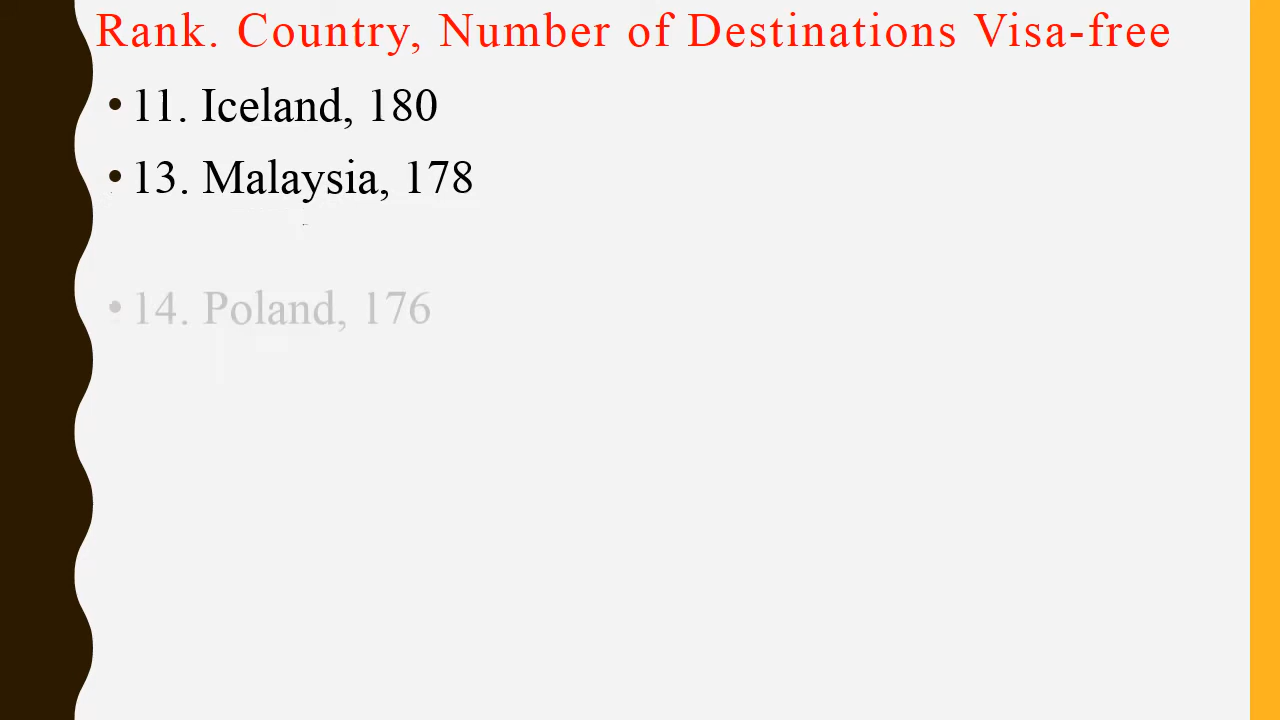 Rank. Country, Number of Destinations Visa-free
• 11. Iceland, 180
• 13. Malaysia, 178
• 14. Poland, 176